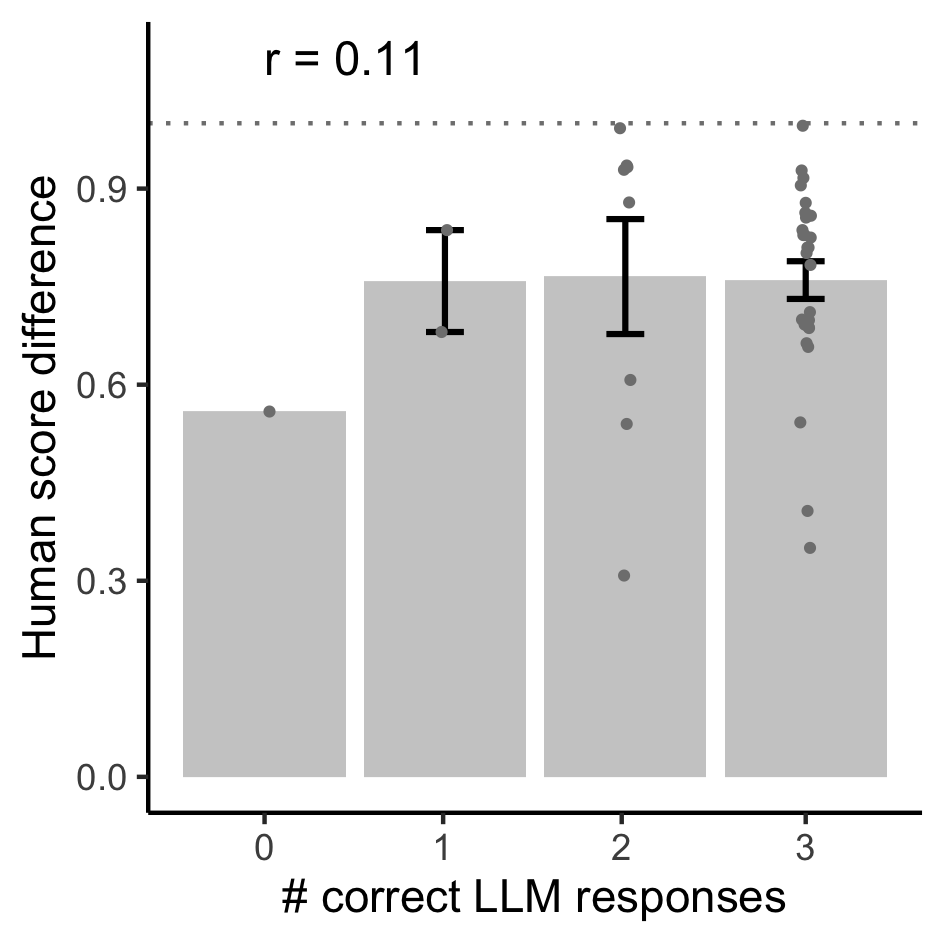 r = 0.11
Human score difference
0.9
0.6
0.3
0.0
0 1 2 3
# correct LLM responses